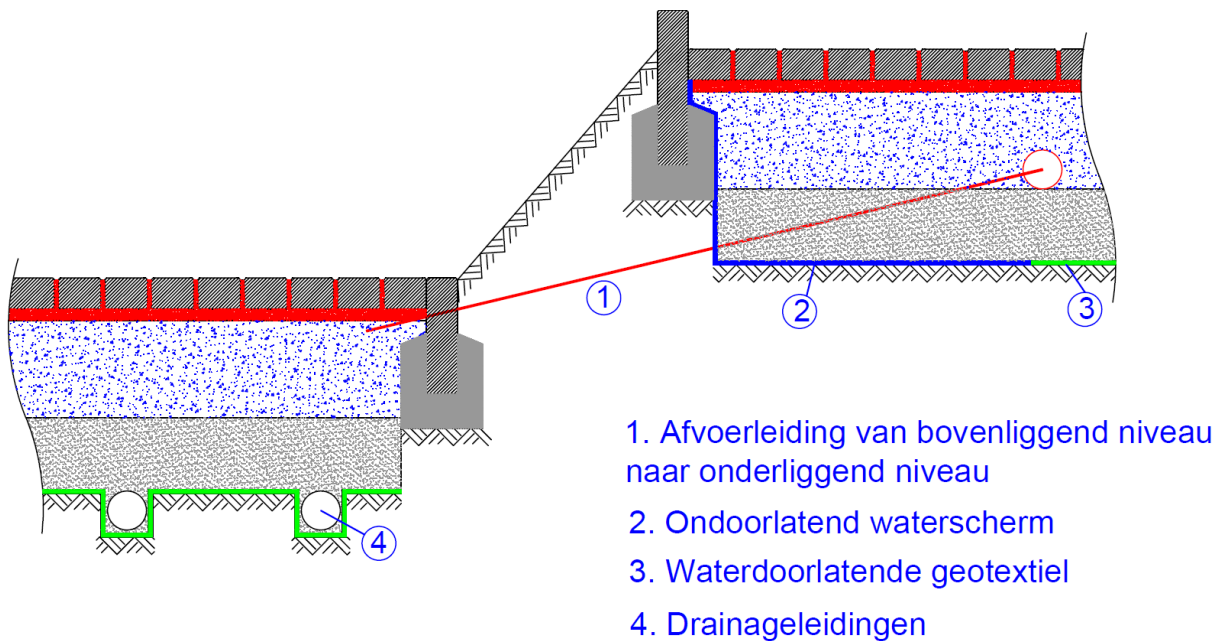 1
2
3
4
1. Afvoerleiding van bovenliggend niveau
naar onderliggend niveau
2. Ondoorlatend waterscherm
3. Waterdoorlatende geotextiel
4. Drainageleidingen